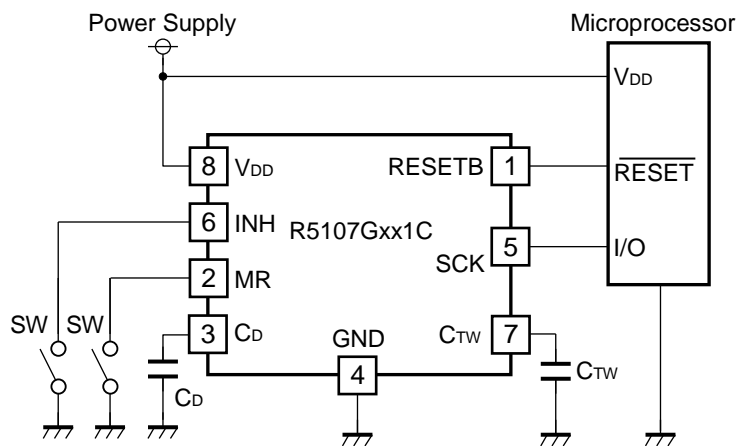 Power Supply
Microprocessor
VDD
8
VDD
RESETB
1
RESET
6
INH
R5107Gxx1C
2
MR
SCK
5
I/O
SW
SW
3
CD
GND
CTW
7
4
CD
CTW